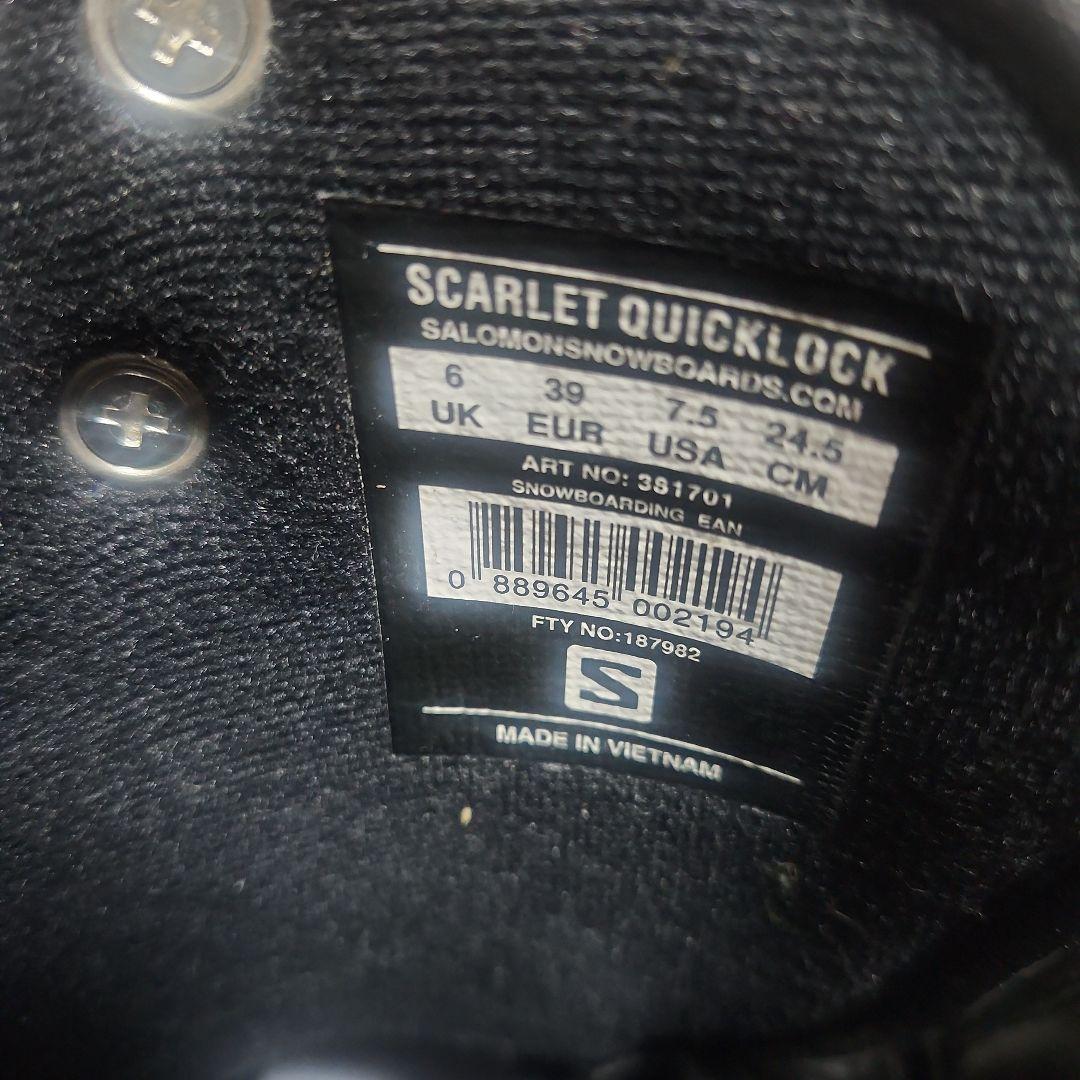 SCARLET QUICKLOCK
SALOMONSNOWBOARDS.COM
6 39 7.5 24.5
UK EUR USA CM
ART NO: 381701
SNOWBOARDING EAN
0 889645 002194
FTY NO:187982
S
MADE IN VIETNAM